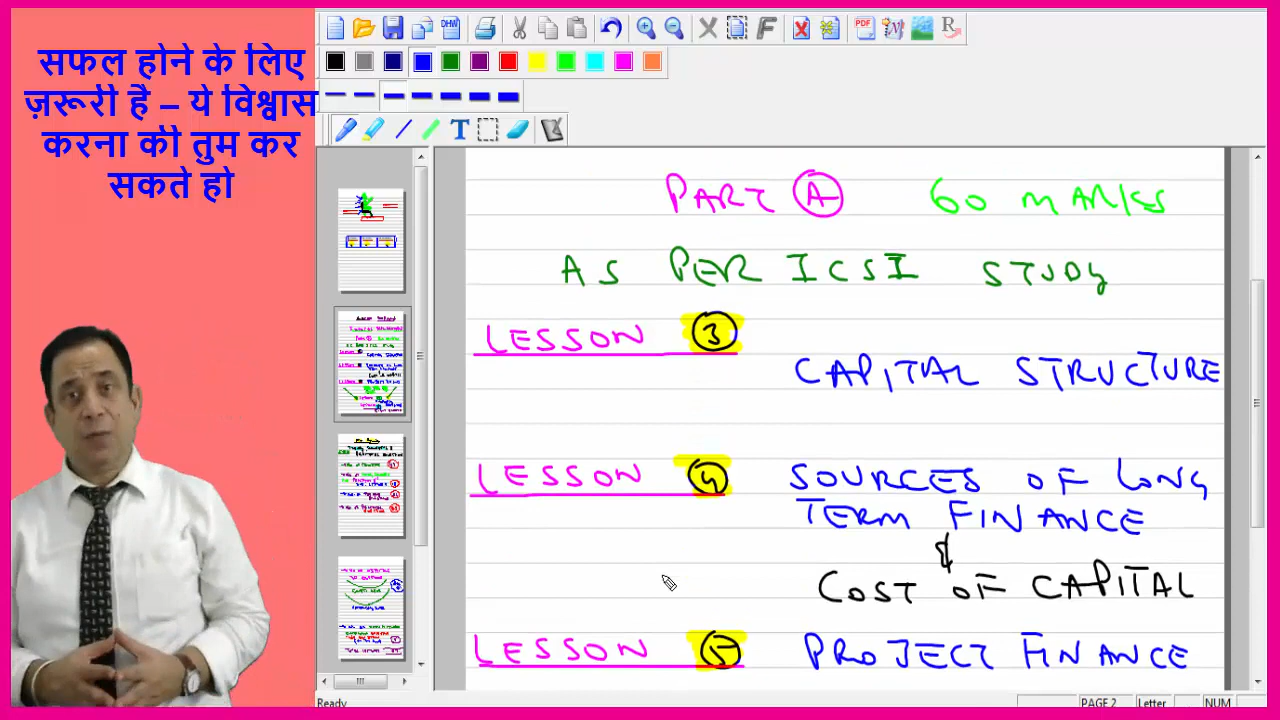 सफल होने के लिए
ज़रूरी है – ये विश्वास
करना की तुम कर
सकते हो
PART A 60 MARKS
AS PER ICSI STUDY
LESSON 3
CAPITAL STRUCTURE
LESSON 4 SOURCES OF LONG
TERM FINANCE
&
COST OF CAPITAL
LESSON 5 PROJECT FINANCE
Ready PAGE 2 Letter NUM